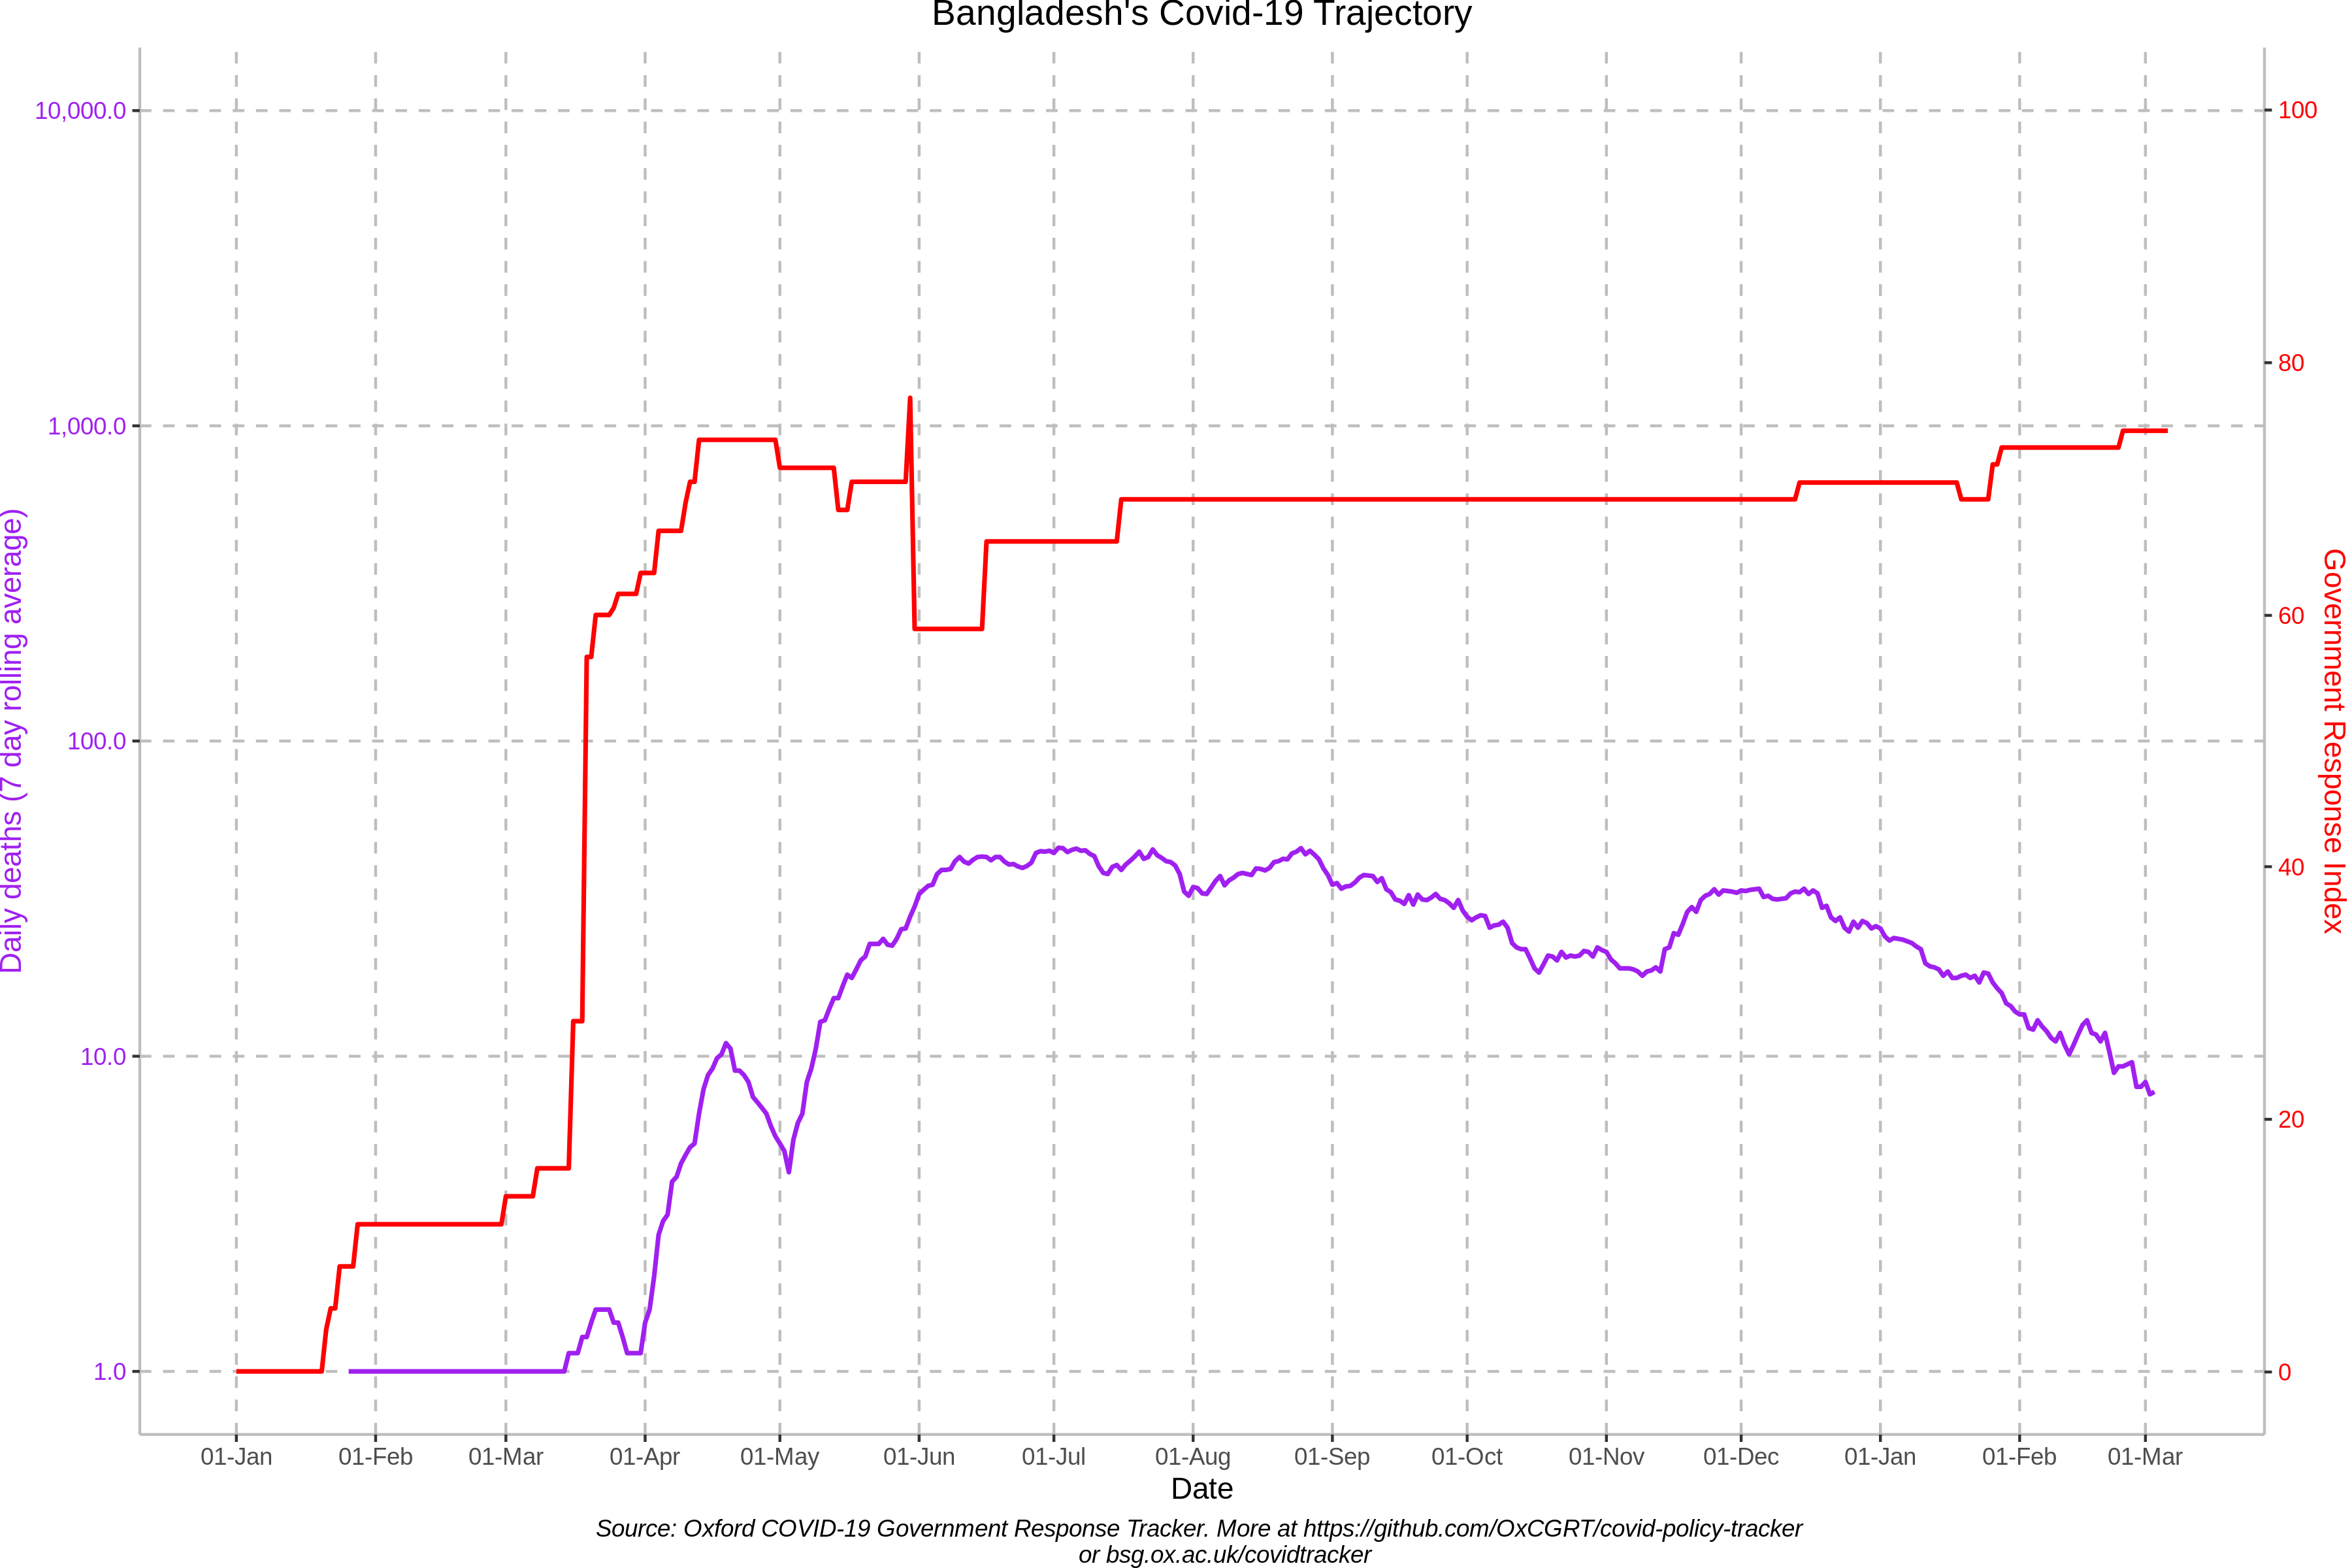 Bangladesh's Covid-19 Trajectory
Daily deaths (7 day rolling average)
10,000.0
1,000.0
100.0
10.0
1.0
100
80
60
40
20
0
Government Response Index
01-Jan 01-Feb 01-Mar 01-Apr 01-May 01-Jun 01-Jul 01-Aug 01-Sep 01-Oct 01-Nov 01-Dec 01-Jan 01-Feb 01-Mar
Date
Source: Oxford COVID-19 Government Response Tracker. More at https://github.com/OxCGRT/covid-policy-tracker
or bsg.ox.ac.uk/covidtracker